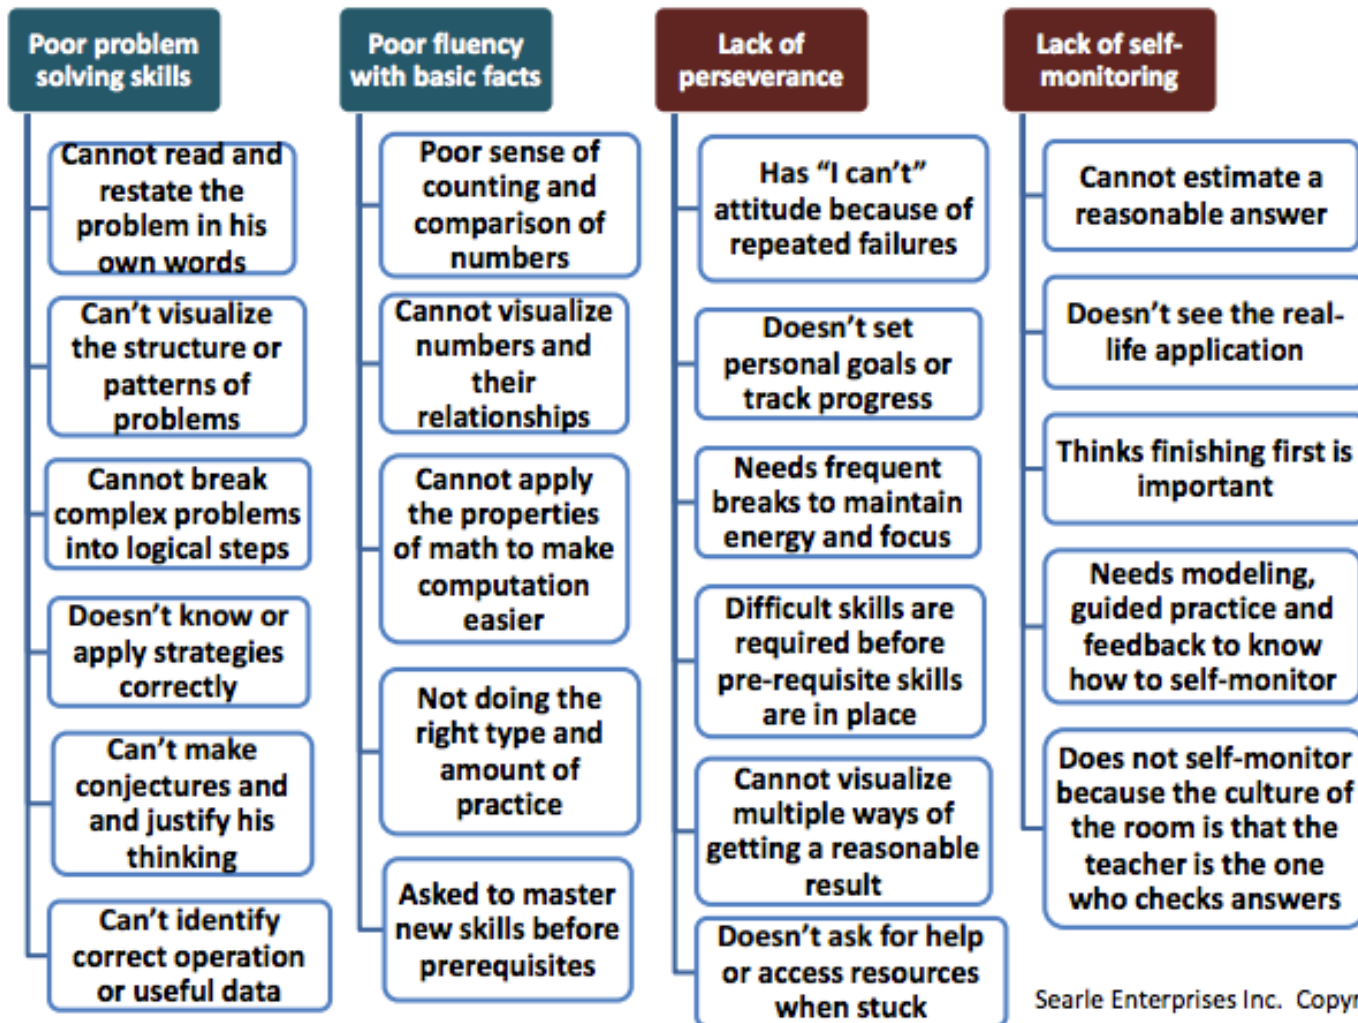 Poor problem
solving skills
Cannot read and
restate the
problem in his
own words
Can't visualize
the structure or
patterns of
problems
Cannot break
complex problems
into logical steps
Doesn't know or
apply strategies
correctly
Can't make
conjectures and
and justify his
thinking
Can't identify
correct operation
or useful data
Poor fluency
with basic facts
Poor sense of
counting and
comparison of
numbers
Cannot visualize
numbers and
their
relationships
Cannot apply
the properties
of math to make
computation
easier
Not doing the
right type and
amount of
practice
Asked to master
new skills before
prerequisites
Lack of
perseverance
Has “I can’t”
attitude because of
repeated failures
Doesn’t set
personal goals or
track progress
Needs frequent
breaks to maintain
energy and focus
Difficult skills are
required before
pre-requisite skills
are in place
Cannot visualize
multiple ways of
getting a reasonable
result
Doesn’t ask for help
or access resources
when stuck
Lack of self-
monitoring
Cannot estimate a
reasonable answer
Doesn’t see the real-
life application
Thinks finishing first is
important
Needs modeling,
guided practice and
feedback to know
how to self-monitor
Does not self-monitor
because the culture of
the room is that the
teacher is the one
who checks answers
Searle Enterprises Inc. Copyr